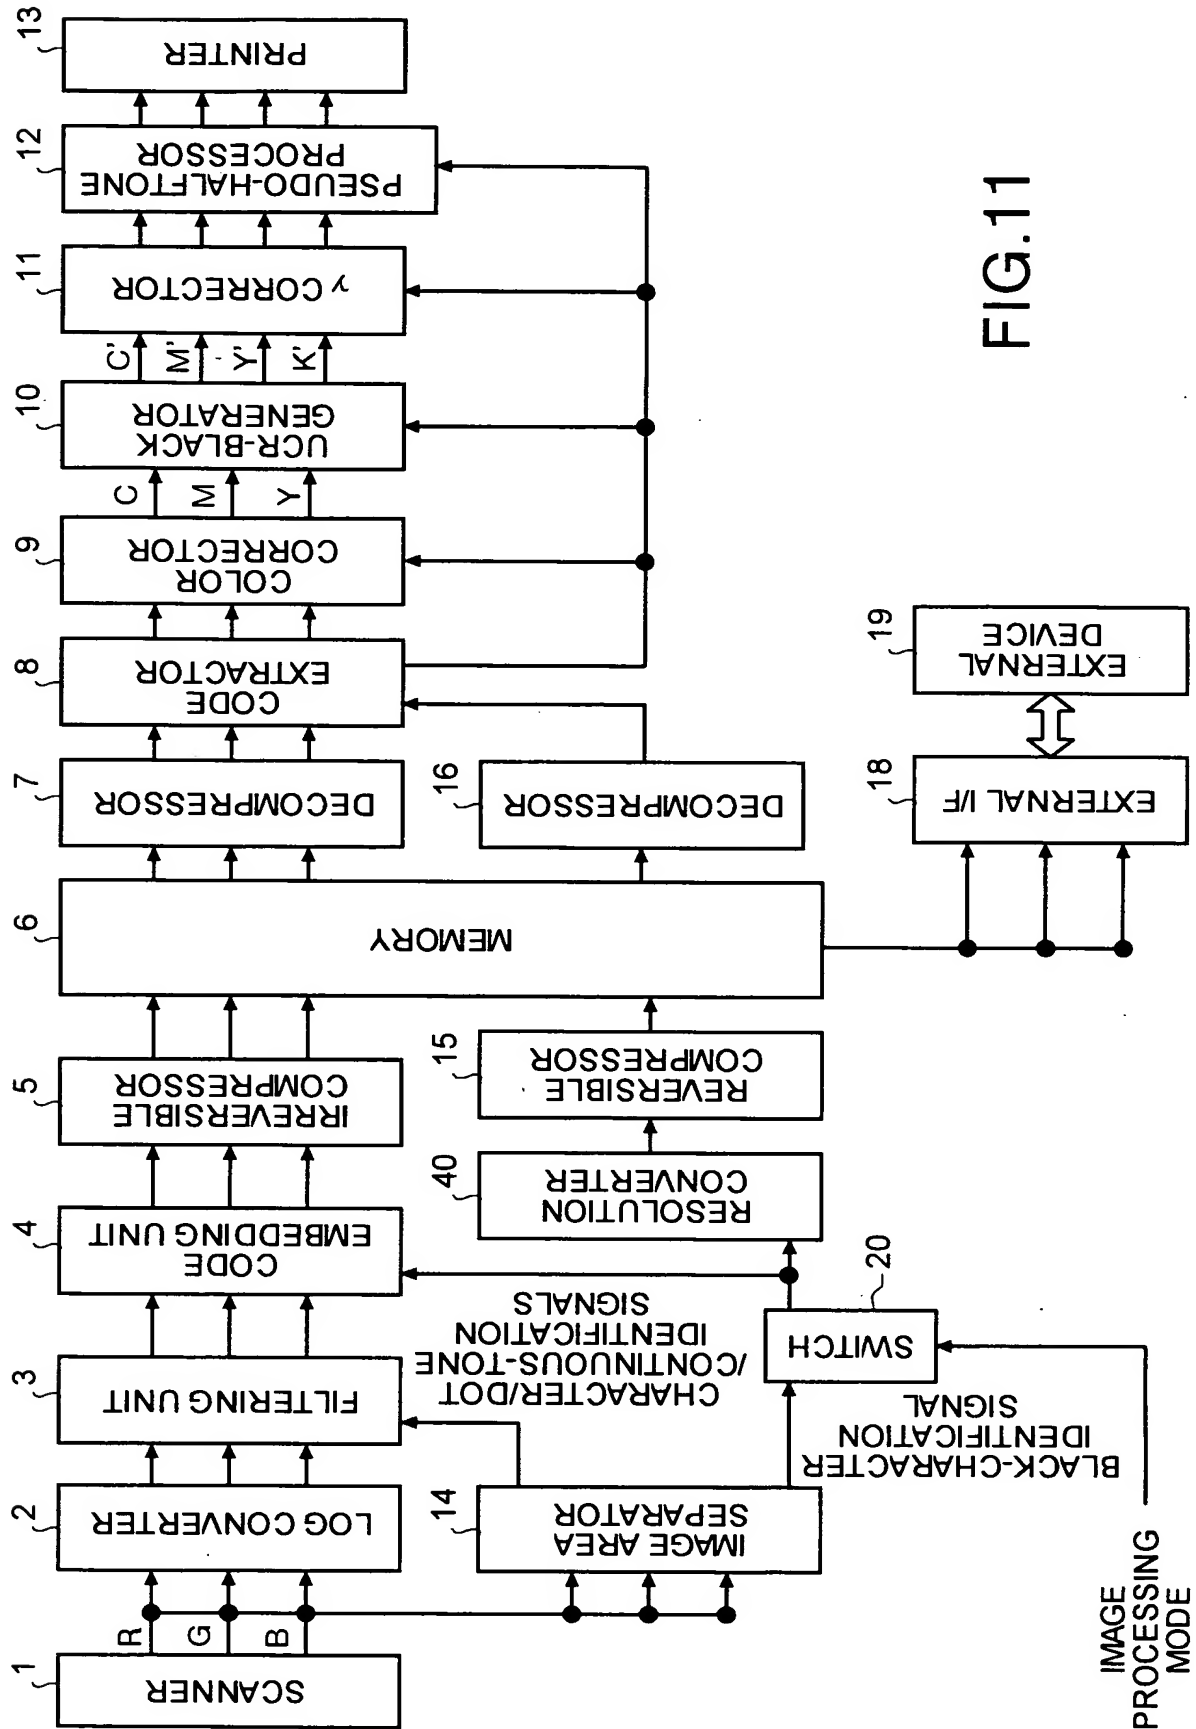 1
SCANNER
R
G
B
2
LOG CONVERTER
3
FILTERING UNIT
4
CODE
EMBEDDING UNIT
5
IRREVERSIBLE
COMPRESSOR
6
MEMORY
7
DECOMPRESSOR
8
CODE
EXTRACTOR
9
COLOR
CORRECTOR
C
M
Y
10
UCR-BLACK
GENERATOR
C'
M'
Y'
K'
11
γ CORRECTOR
12
PSEUDO-HALFTONE
PROCESSOR
13
PRINTER
14
IMAGE AREA
SEPARATOR
CHARACTER/DOT
/CONTINUOUS-TONE
IDENTIFICATION
SIGNALS
BLACK-CHARACTER
IDENTIFICATION
SIGNAL
20
SWITCH
40
RESOLUTION
CONVERTER
15
REVERSIBLE
COMPRESSOR
16
DECOMPRESSOR
18
EXTERNAL I/F
19
EXTERNAL
DEVICE
IMAGE
PROCESSING
MODE
FIG.11